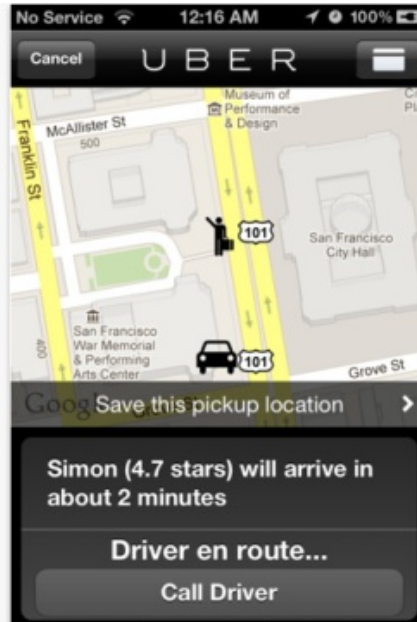 No Service 12:16 AM 100%
Cancel UBER
Museum of
Performance
& Design
McAllister St
500
Franklin St
101
San Francisco
City Hall
San Francisco
War Memorial
& Performing
Arts Center
400
101
Grove St
Google
Save this pickup location >
Simon (4.7 stars) will arrive in
about 2 minutes
Driver en route...
Call Driver